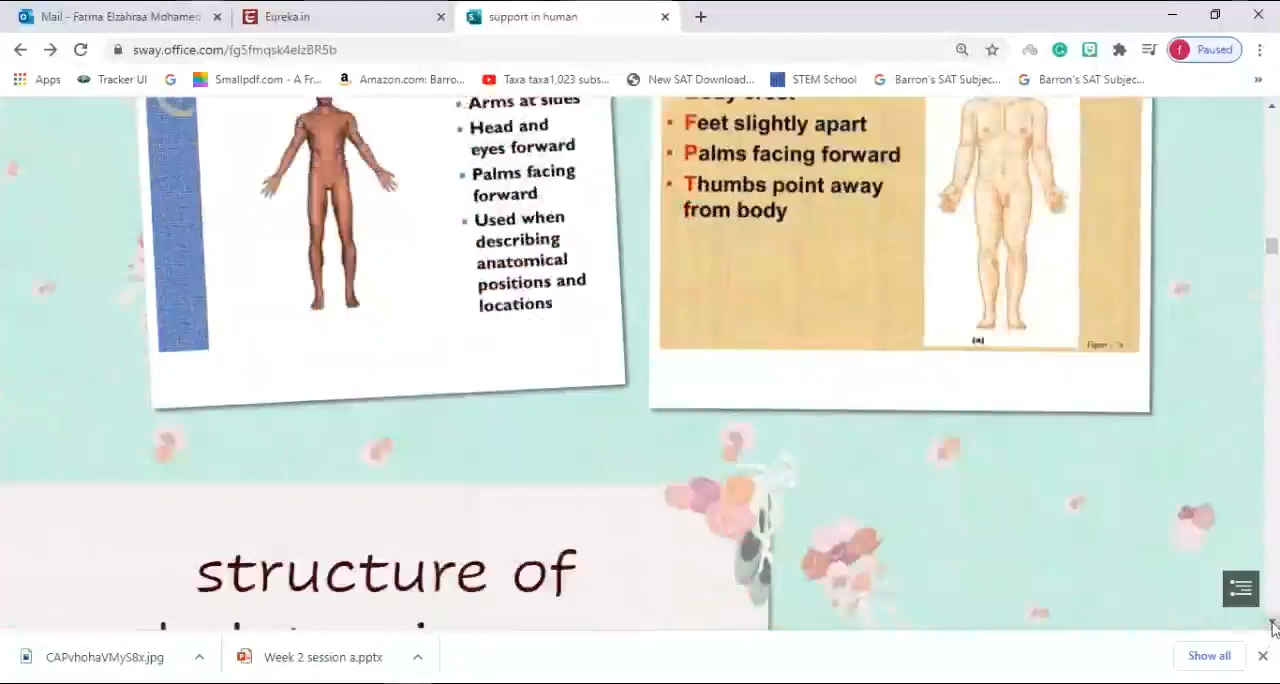 Mail - Fatina Elzahraa Mohamed
Eureka.in
support in human
sway.office.com/fg5fmqsk4elzBR5b
f Paused
Apps
Tracker UI
Smallpdf.com - A Fr...
Amazon.com: Barro...
Taxa taxa1,023 subs...
New SAT Download...
STEM School
Barron's SAT Subjec...
Barron's SAT Subjec...
Arms at sides
Head and
eyes forward
Palms facing
forward
Used when
describing
anatomical
positions and
locations
Feet slightly apart
Palms facing forward
Thumbs point away
from body
(a)
structure of
CAPvhohaVMyS8x.jpg
Week 2 session a.pptx
Show all